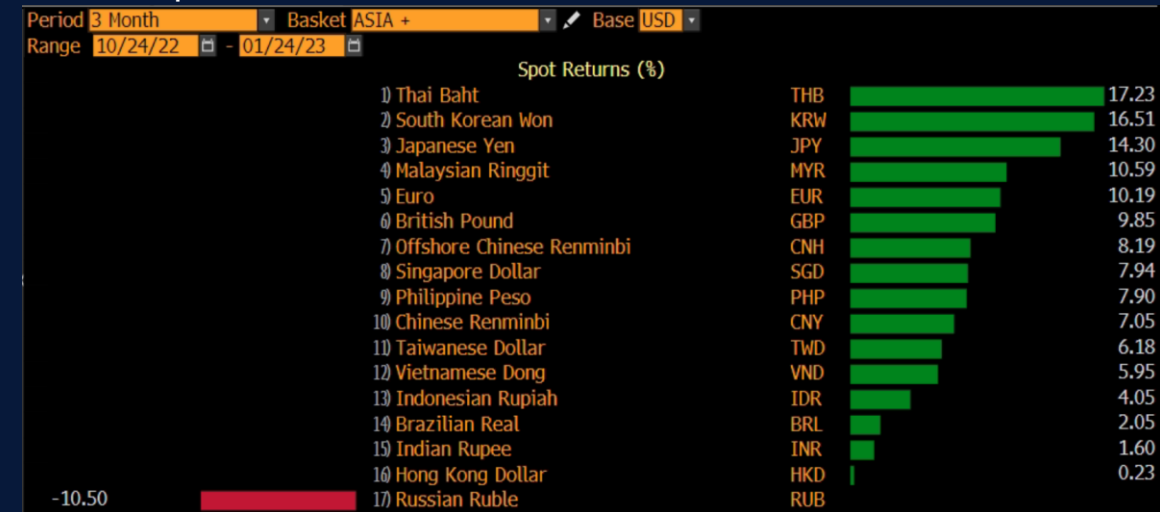 Period 3 Month Basket ASIA + Base USD
Range 10/24/22 - 01/24/23
Spot Returns (%)
1) Thai Baht THB 17.23
2) South Korean Won KRW 16.51
3) Japanese Yen JPY 14.30
4) Malaysian Ringgit MYR 10.59
5) Euro EUR 10.19
6) British Pound GBP 9.85
7) Offshore Chinese Renminbi CNH 8.19
8) Singapore Dollar SGD 7.94
9) Philippine Peso PHP 7.90
10) Chinese Renminbi CNY 7.05
11) Taiwanese Dollar TWD 6.18
12) Vietnamese Dong VND 5.95
13) Indonesian Rupiah IDR 4.05
14) Brazilian Real BRL 2.05
15) Indian Rupee INR 1.60
16) Hong Kong Dollar HKD 0.23
-10.50 17) Russian Ruble RUB